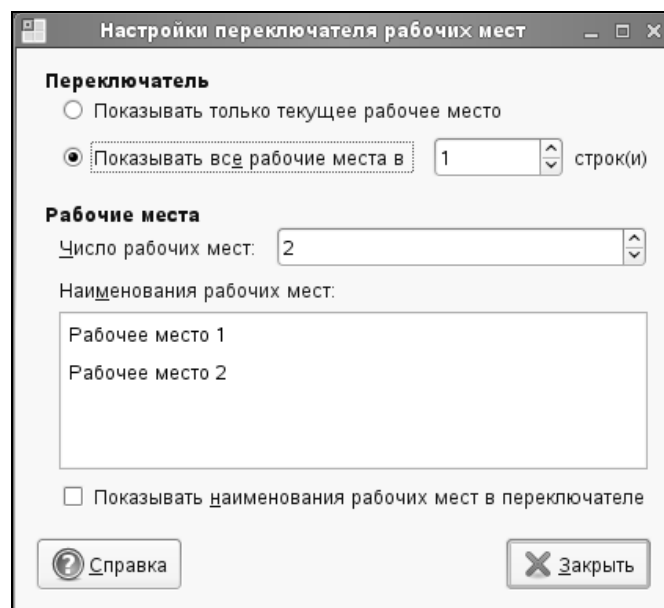 Настройки переключателя рабочих мест
Переключатель
Показывать только текущее рабочее место
Показывать все рабочие места в 1 строк(и)
Рабочие места
Число рабочих мест: 2
Наименования рабочих мест:
Рабочее место 1
Рабочее место 2
Показывать наименования рабочих мест в переключателе
Справка Закрыть